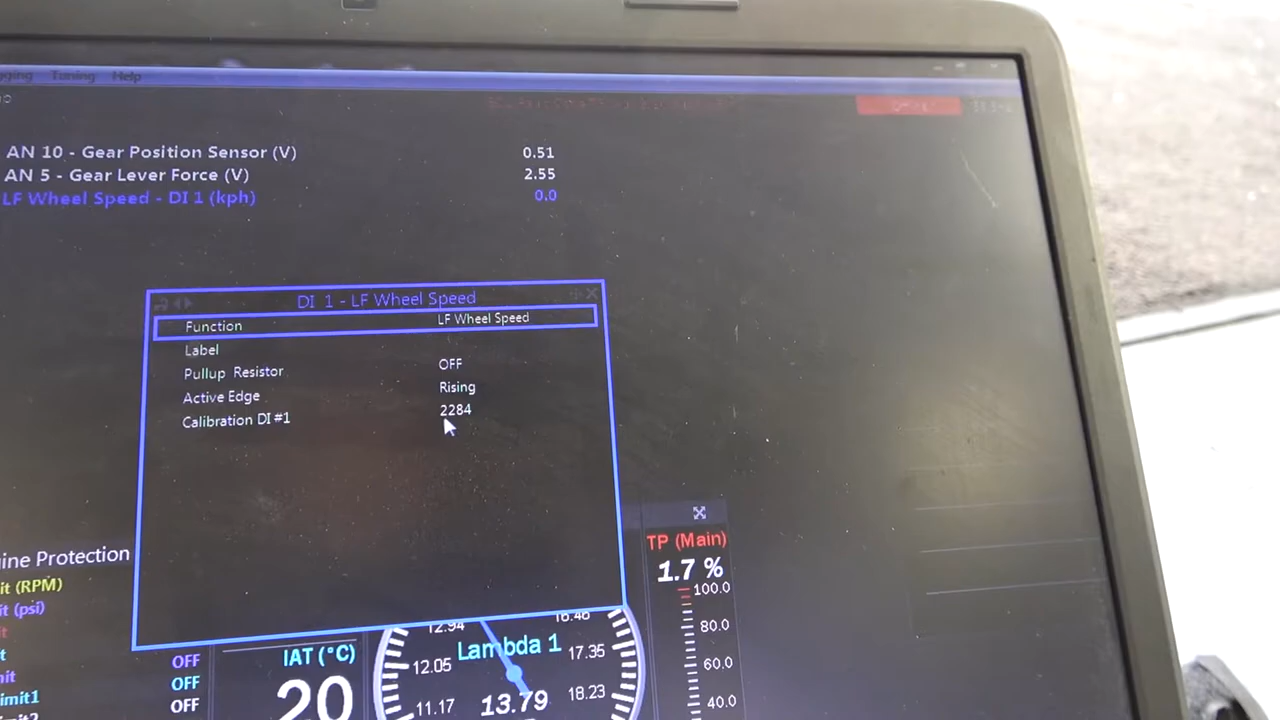 Tuning Help
AN 10 - Gear Position Sensor (V) 0.51
AN 5 - Gear Lever Force (V) 2.55
LF Wheel Speed - DI 1 (kph) 0.0
DI 1 - LF Wheel Speed
Function LF Wheel Speed
Label
Pullup Resistor OFF
Active Edge Rising
Calibration DI #1 2284
Protection
it (RPM)
it (psi)
OFF
OFF
imit1 OFF
IAT (°C)
20
12.94 16.46
Lambda 1
12.05 17.35
11.17 13.79 18.23
TP (Main)
1.7 %
100.0
80.0
60.0
40.0